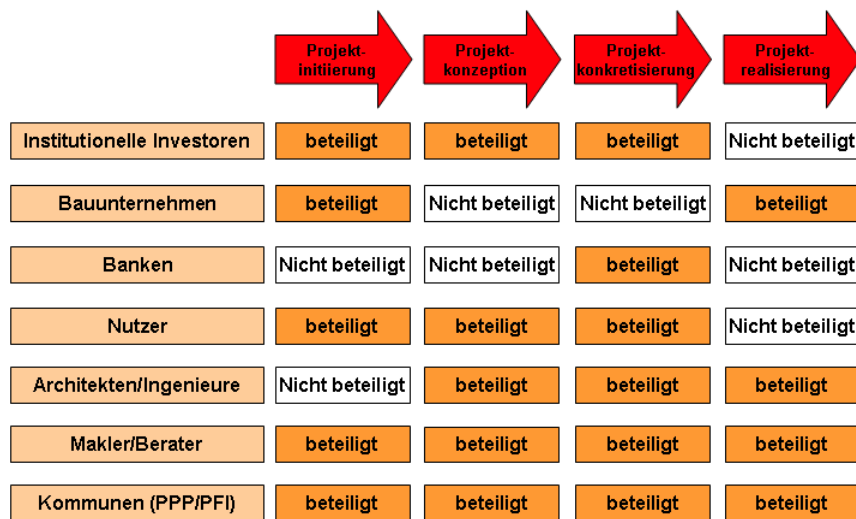 Projekt-
initiierung
Projekt-
konzeption
Projekt-
konkretisierung
Projekt-
realisierung
Institutionelle Investoren
beteiligt
beteiligt
beteiligt
Nicht beteiligt
Bauunternehmen
beteiligt
Nicht beteiligt
Nicht beteiligt
beteiligt
Banken
Nicht beteiligt
Nicht beteiligt
beteiligt
Nicht beteiligt
Nutzer
beteiligt
beteiligt
beteiligt
Nicht beteiligt
Architekten/Ingenieure
Nicht beteiligt
beteiligt
beteiligt
beteiligt
Makler/Berater
beteiligt
beteiligt
beteiligt
beteiligt
Kommunen (PPP/PFI)
beteiligt
beteiligt
beteiligt
beteiligt